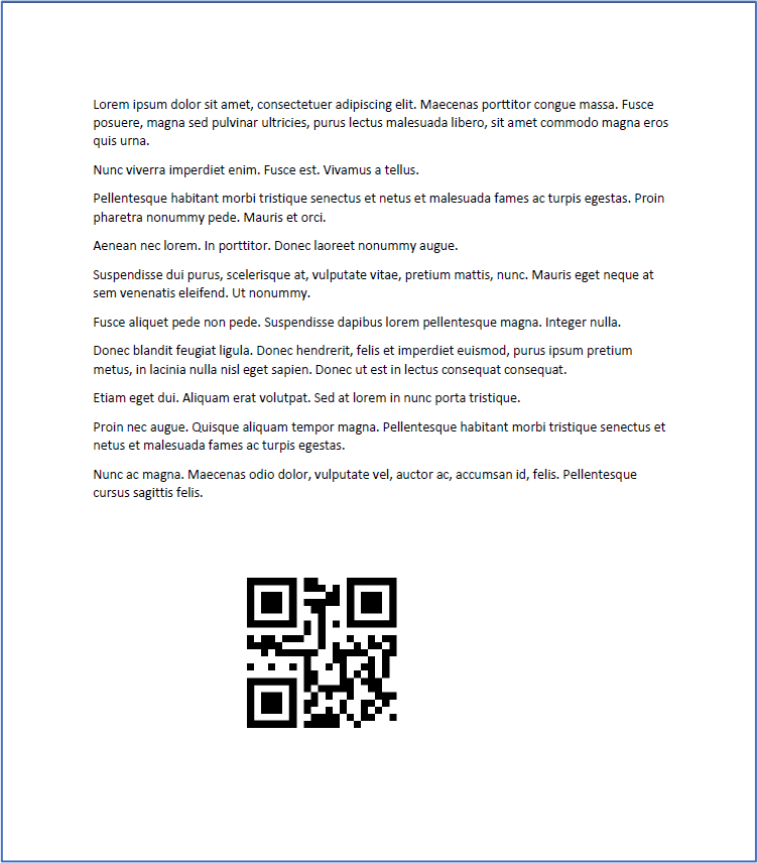 Lorem ipsum dolor sit amet, consectetuer adipiscing elit. Maecenas porttitor congue massa. Fusce
posuere, magna sed pulvinar ultricies, purus lectus malesuada libero, sit amet commodo magna eros
quis urna.
Nunc viverra imperdiet enim. Fusce est. Vivamus a tellus.
Pellentesque habitant morbi tristique senectus et netus et malesuada fames ac turpis egestas. Proin
pharetra nonummy pede. Mauris et orci.
Aenean nec lorem. In porttitor. Donec laoreet nonummy augue.
Suspendisse dui purus, scelerisque at, vulputate vitae, pretium mattis, nunc. Mauris eget neque at
sem venenatis eleifend. Ut nonummy.
Fusce aliquet pede non pede. Suspendisse dapibus lorem pellentesque magna. Integer nulla.
Donec blandit feugiat ligula. Donec hendrerit, felis et imperdiet euismod, purus ipsum pretium
metus, in lacinia nulla nisl eget sapien. Donec ut est in lectus consequat consequat.
Etiam eget dui. Aliquam erat volutpat. Sed at lorem in nunc porta tristique.
Proin nec augue. Quisque aliquam tempor magna. Pellentesque habitant morbi tristique senectus et
netus et malesuada fames ac turpis egestas.
Nunc ac magna. Maecenas odio dolor, vulputate vel, auctor ac, accumsan id, felis. Pellentesque
cursus sagittis felis.